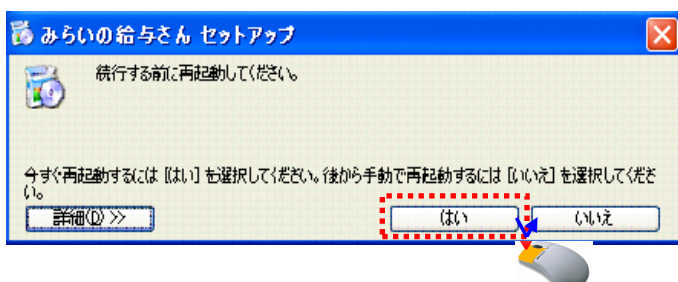 みらいの給与さん セットアップ
続行する前に再起動してください。
今すぐ再起動するには [はい] を選択してください。後から手動で再起動するには [いいえ] を選択してくださ
い。
詳細(D) >>
はい
いいえ